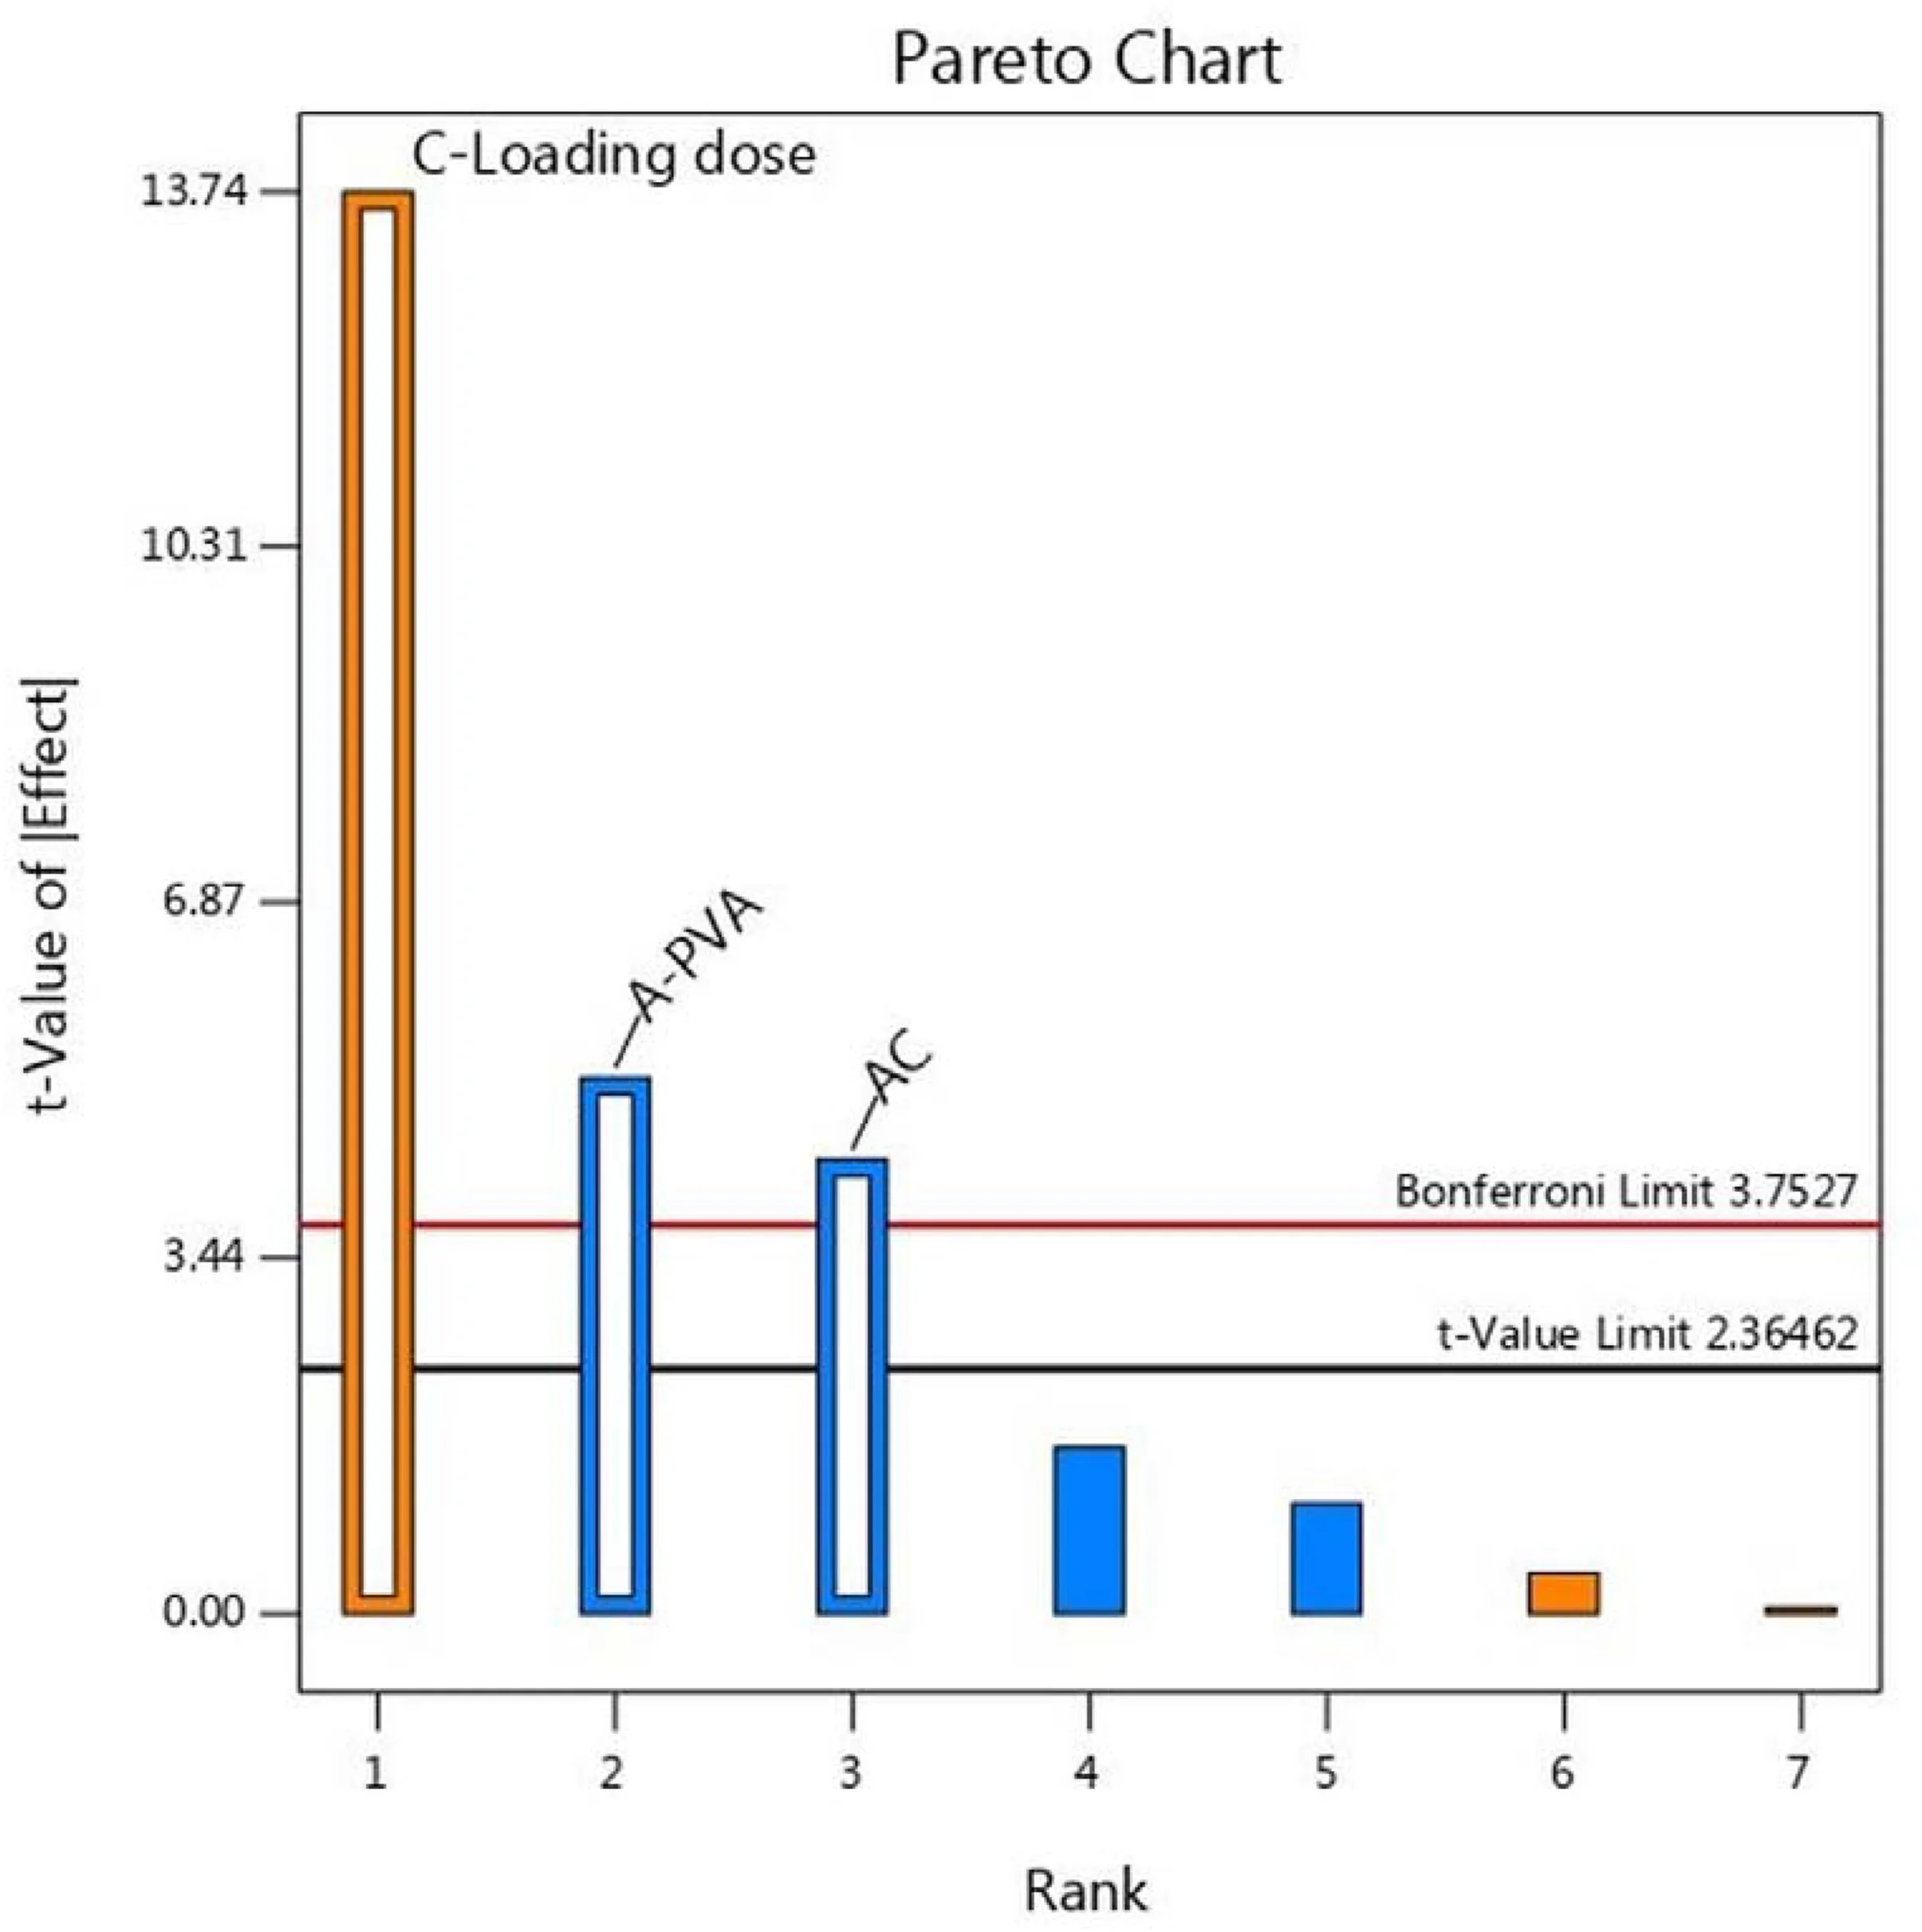 Pareto Chart
C-Loading dose
13.74
10.31
6.87
3.44
0.00
t-Value of |Effect|
A-PVA
AC
Bonferroni Limit 3.7527
t-Value Limit 2.36462
1 2 3 4 5 6 7
Rank